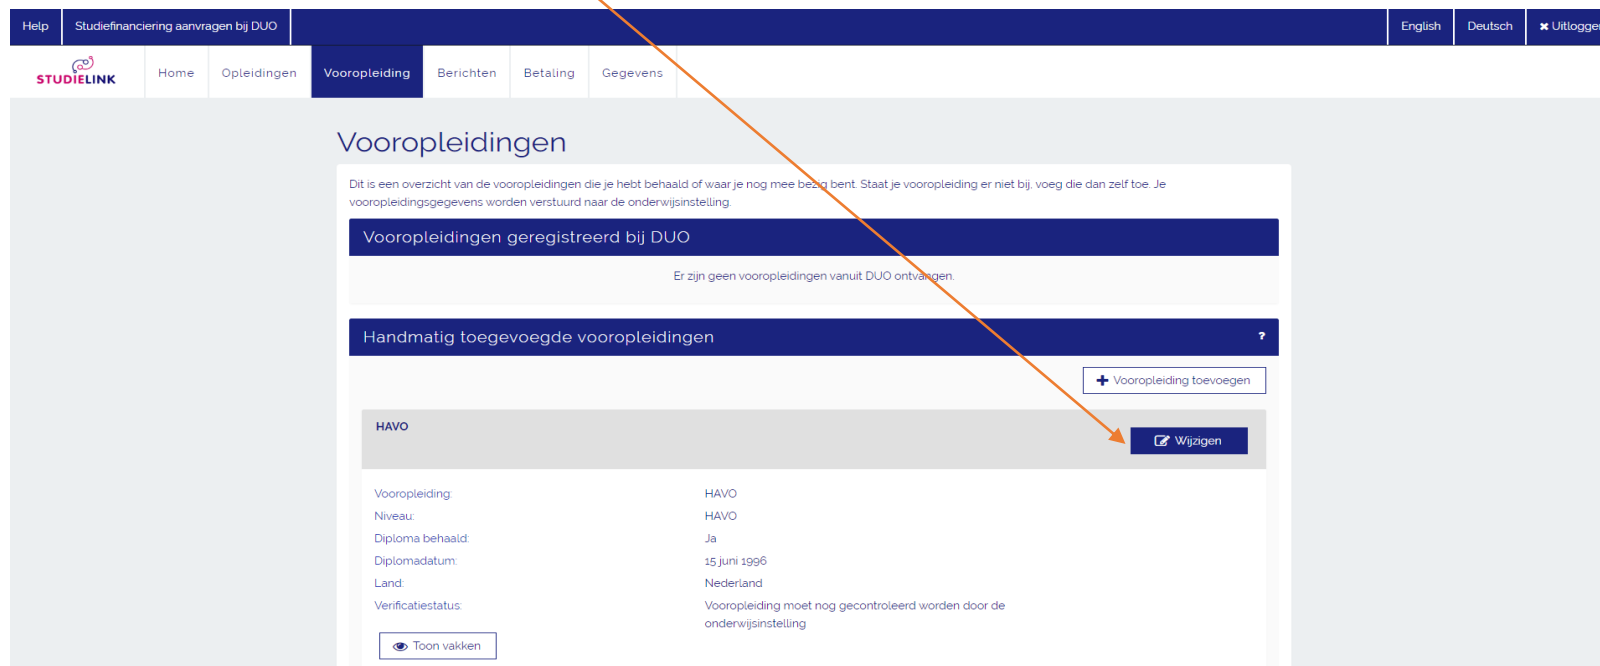 Help Studiefinanciering aanvragen bij DUO English Deutsch Uitloggen
STUDIELINK Home Opleidingen Vooropleiding Berichten Betaling Gegevens
Vooropleidingen
Dit is een overzicht van de vooropleidingen die je hebt behaald of waar je nog mee bezig bent. Staat je vooropleiding er niet bij, voeg die dan zelf toe. Je
vooropleidingsgegevens worden verstuurd naar de onderwijsinstelling.
Vooropleidingen geregistreerd bij DUO
Er zijn geen vooropleidingen vanuit DUO ontvangen.
Handmatig toegevoegde vooropleidingen ?
Vooropleiding toevoegen
HAVO
Wijzigen
Vooropleiding: HAVO
Niveau: HAVO
Diploma behaald: Ja
Diplomadatum: 15 juni 1996
Land: Nederland
Verificatiestatus: Vooropleiding moet nog gecontroleerd worden door de
onderwijsinstelling
Toon vakken